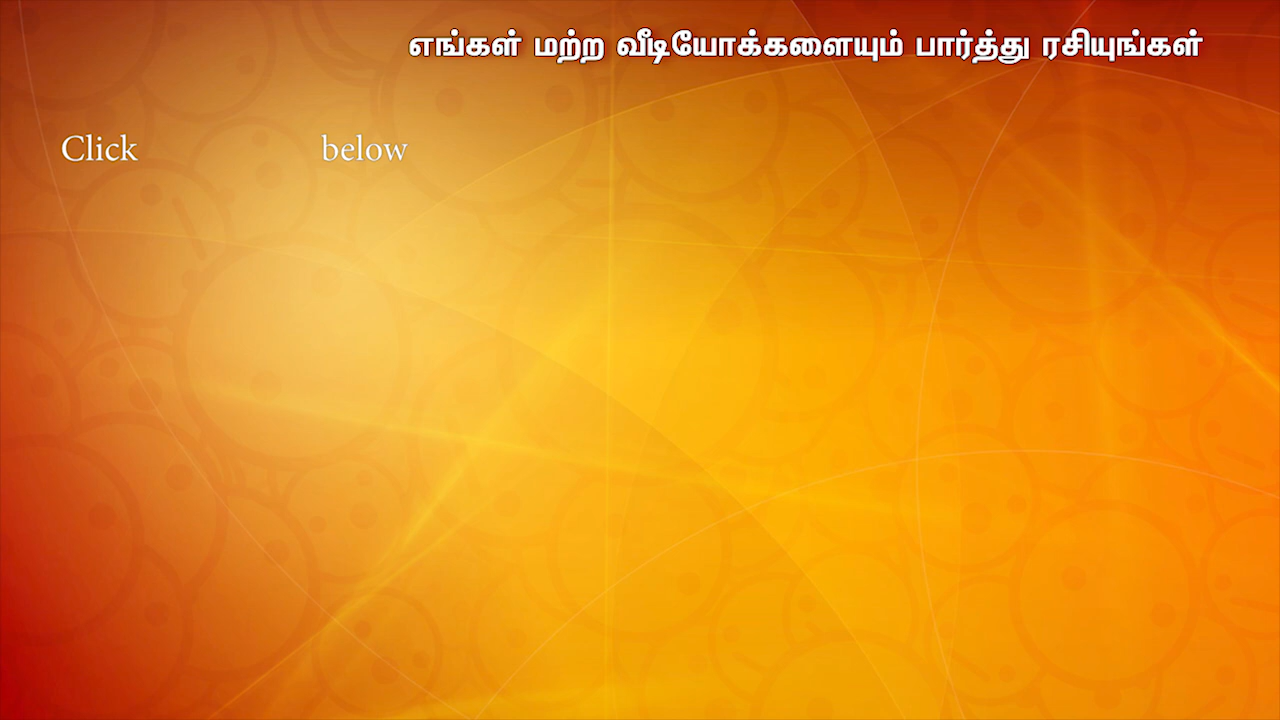 எங்கள் மற்ற வீடியோக்களையும் பார்த்து ரசியுங்கள்
Click below